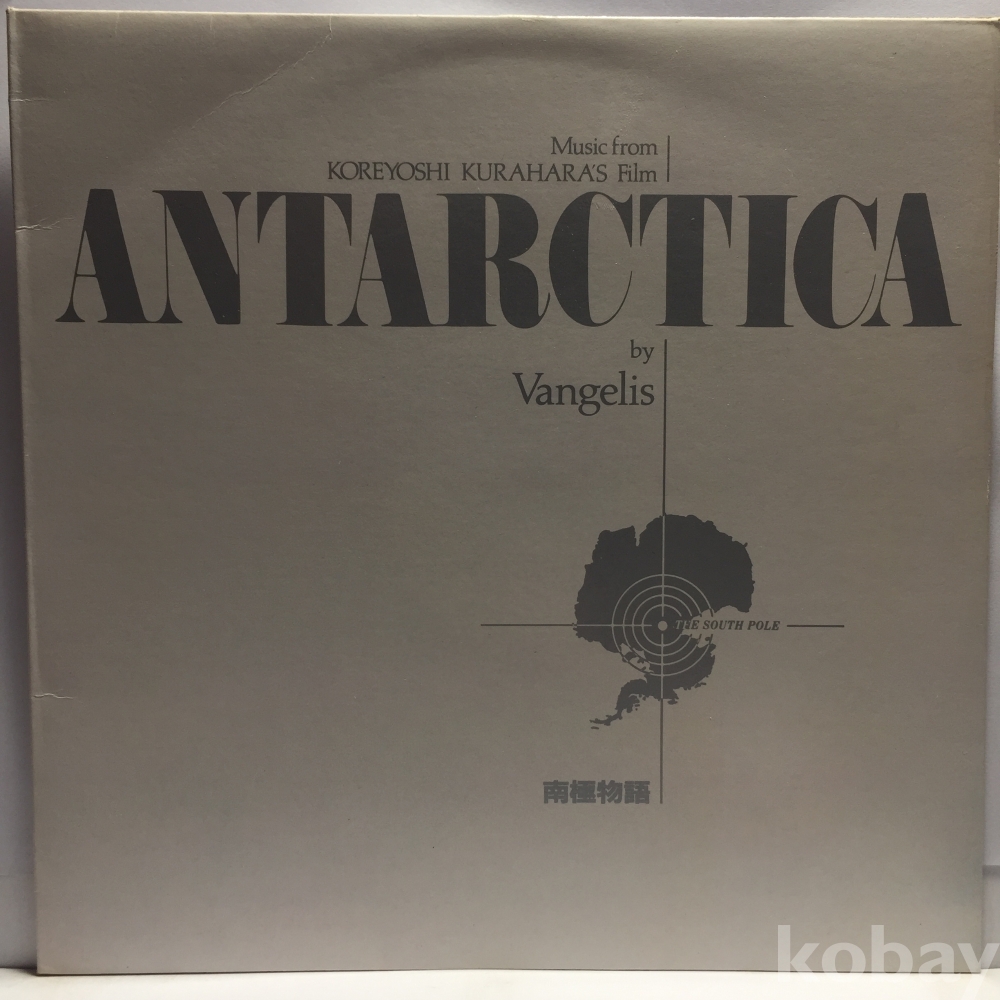 Music from
KOREYOSHI KURAHARA'S Film
ANTARCTICA
by
Vangelis
THE SOUTH POLE
南極物語
kobay